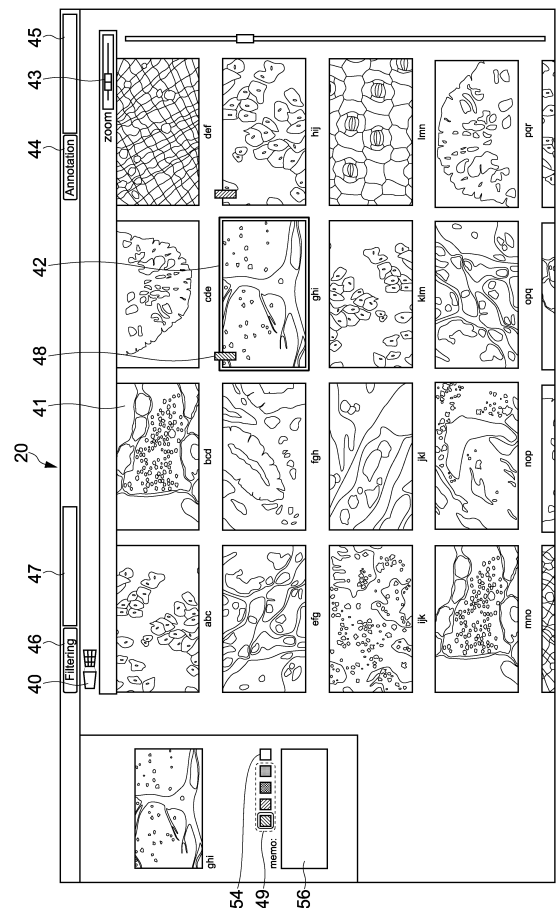 40 46 47 20 41 48 42 44 43 45
Filtering Annotation
zoom
abc bcd cde def
ghi
54
49
memo:
56
efg fgh ghi hij
ijk jkl klm lmn
mno nop opq pqr